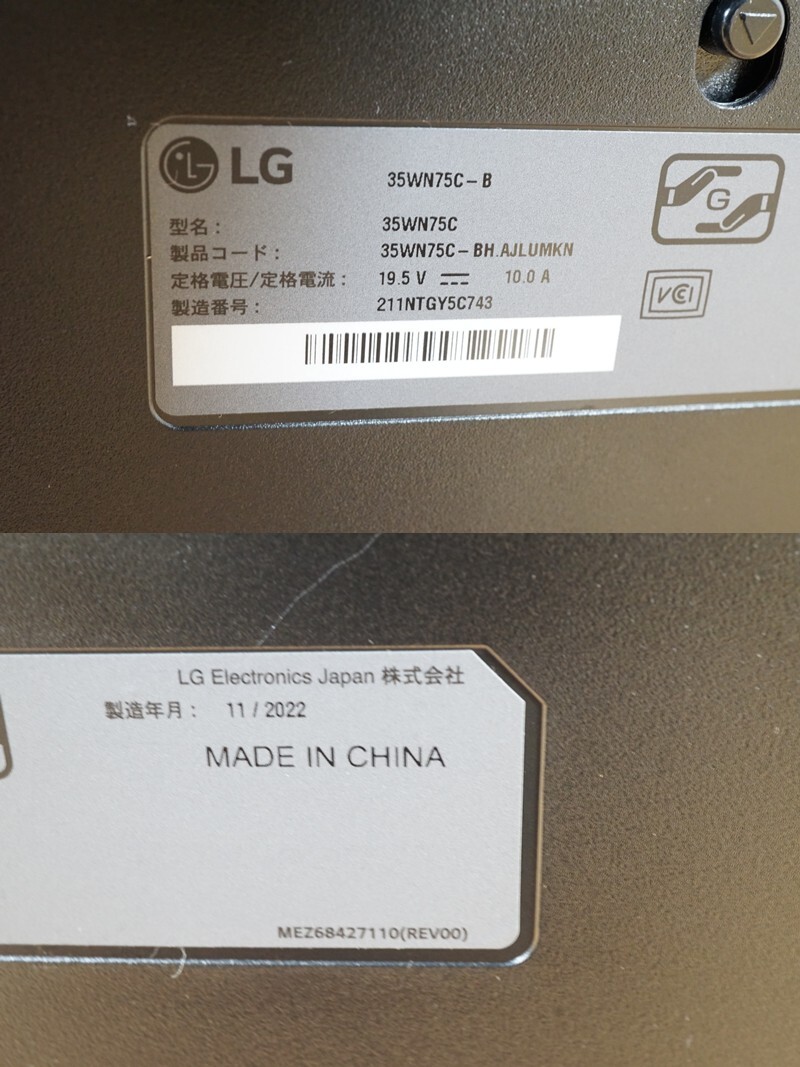 LG
35WN75C-B
型名： 35WN75C
製品コード： 35WN75C-BH.AJLUMKN
定格電圧/定格電流： 19.5 V ⎓ 10.0 A
製造番号： 211NTGY5C743
G
VCCI
LG Electronics Japan 株式会社
製造年月： 11 / 2022
MADE IN CHINA
MEZ68427110(REV00)